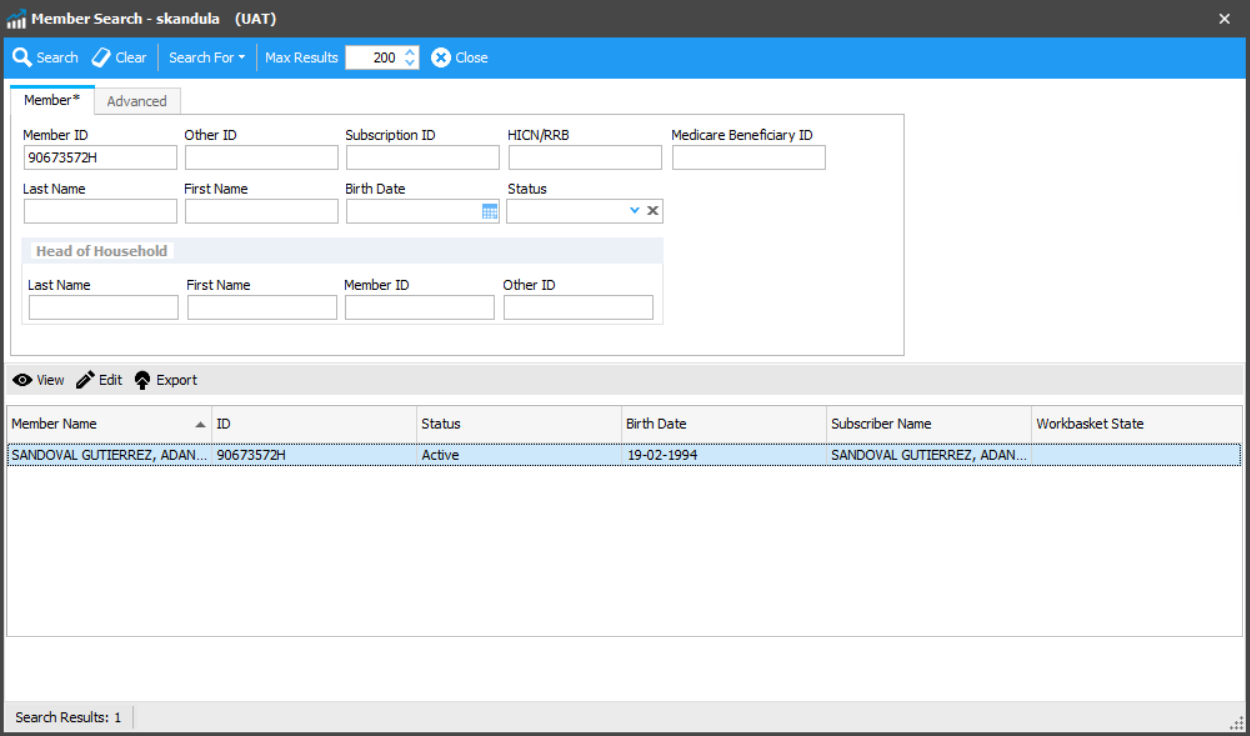 Member Search - skandula (UAT)
Search Clear Search For Max Results 200 Close
Member* Advanced
Member ID Other ID Subscription ID HICN/RRB Medicare Beneficiary ID
90673572H
Last Name First Name Birth Date Status
Head of Household
Last Name First Name Member ID Other ID
View Edit Export
Member Name ID Status Birth Date Subscriber Name Workbasket State
SANDOVAL GUTIERREZ, ADAN... 90673572H Active 19-02-1994 SANDOVAL GUTIERREZ, ADAN...
Search Results: 1